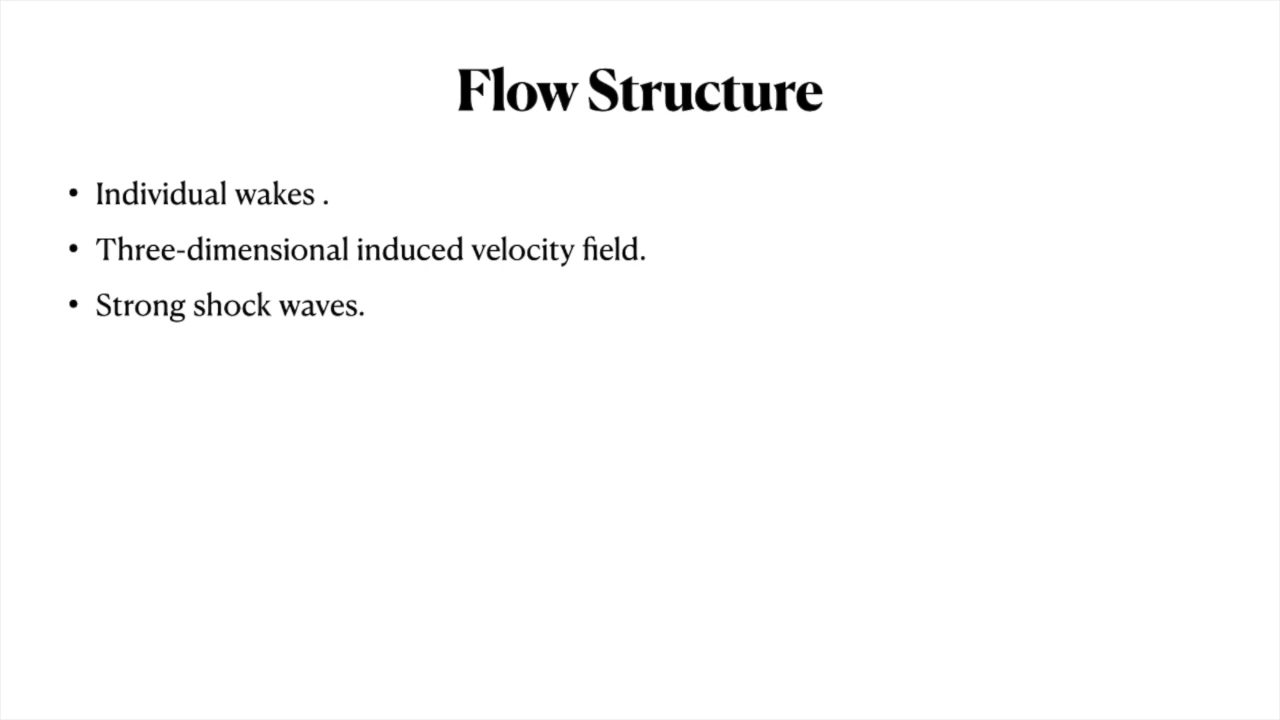 Flow Structure
• Individual wakes .
• Three-dimensional induced velocity field.
• Strong shock waves.